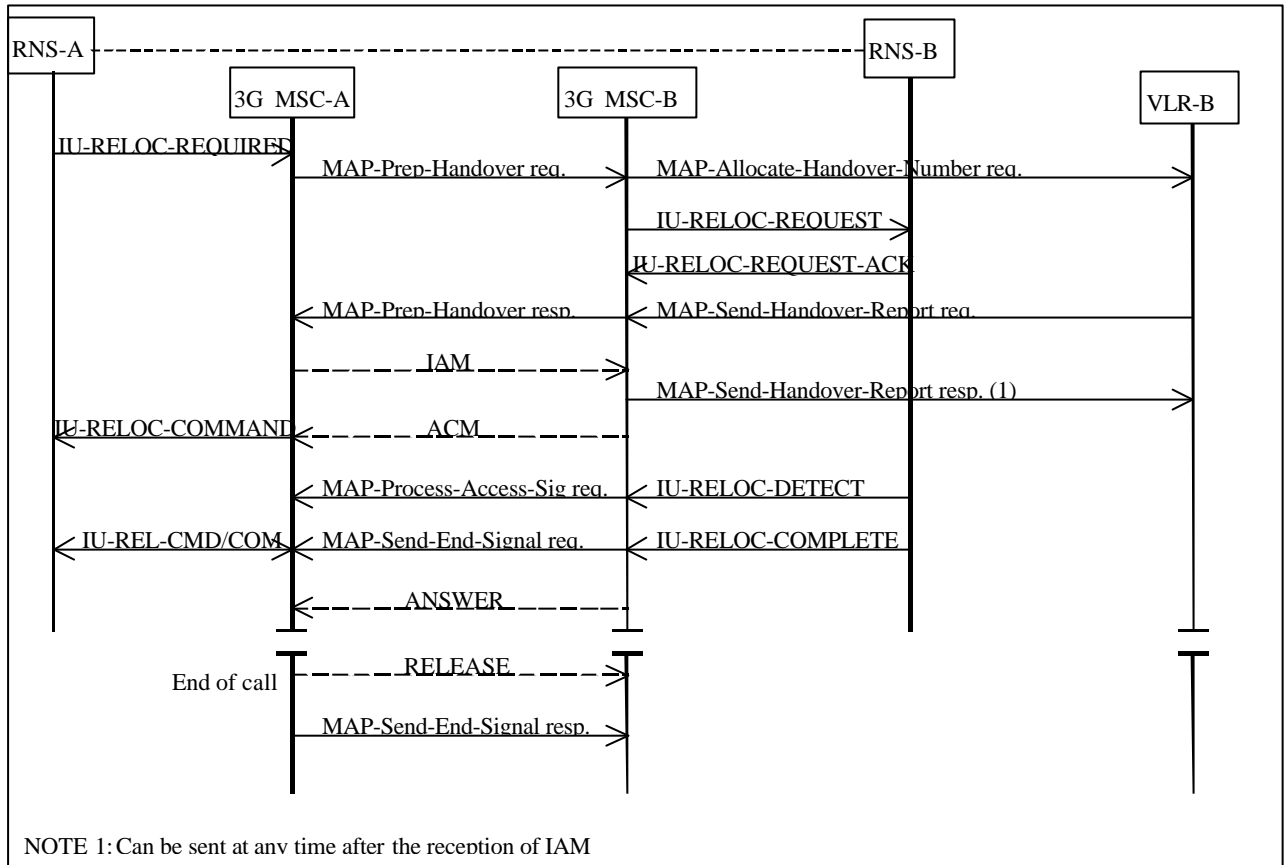 RNS-A
RNS-B
3G MSC-A
3G MSC-B
VLR-B
IU-RELOC-REQUIRED
MAP-Prep-Handover req.
MAP-Allocate-Handover-Number req.
IU-RELOC-REQUEST
IU-RELOC-REQUEST-ACK
MAP-Prep-Handover resp.
MAP-Send-Handover-Report req.
IAM
MAP-Send-Handover-Report resp. (1)
IU-RELOC-COMMAND
ACM
MAP-Process-Access-Sig req.
IU-RELOC-DETECT
IU-REL-CMD/COM
MAP-Send-End-Signal req.
IU-RELOC-COMPLETE
ANSWER
RELEASE
End of call
MAP-Send-End-Signal resp.
NOTE 1: Can be sent at any time after the reception of IAM